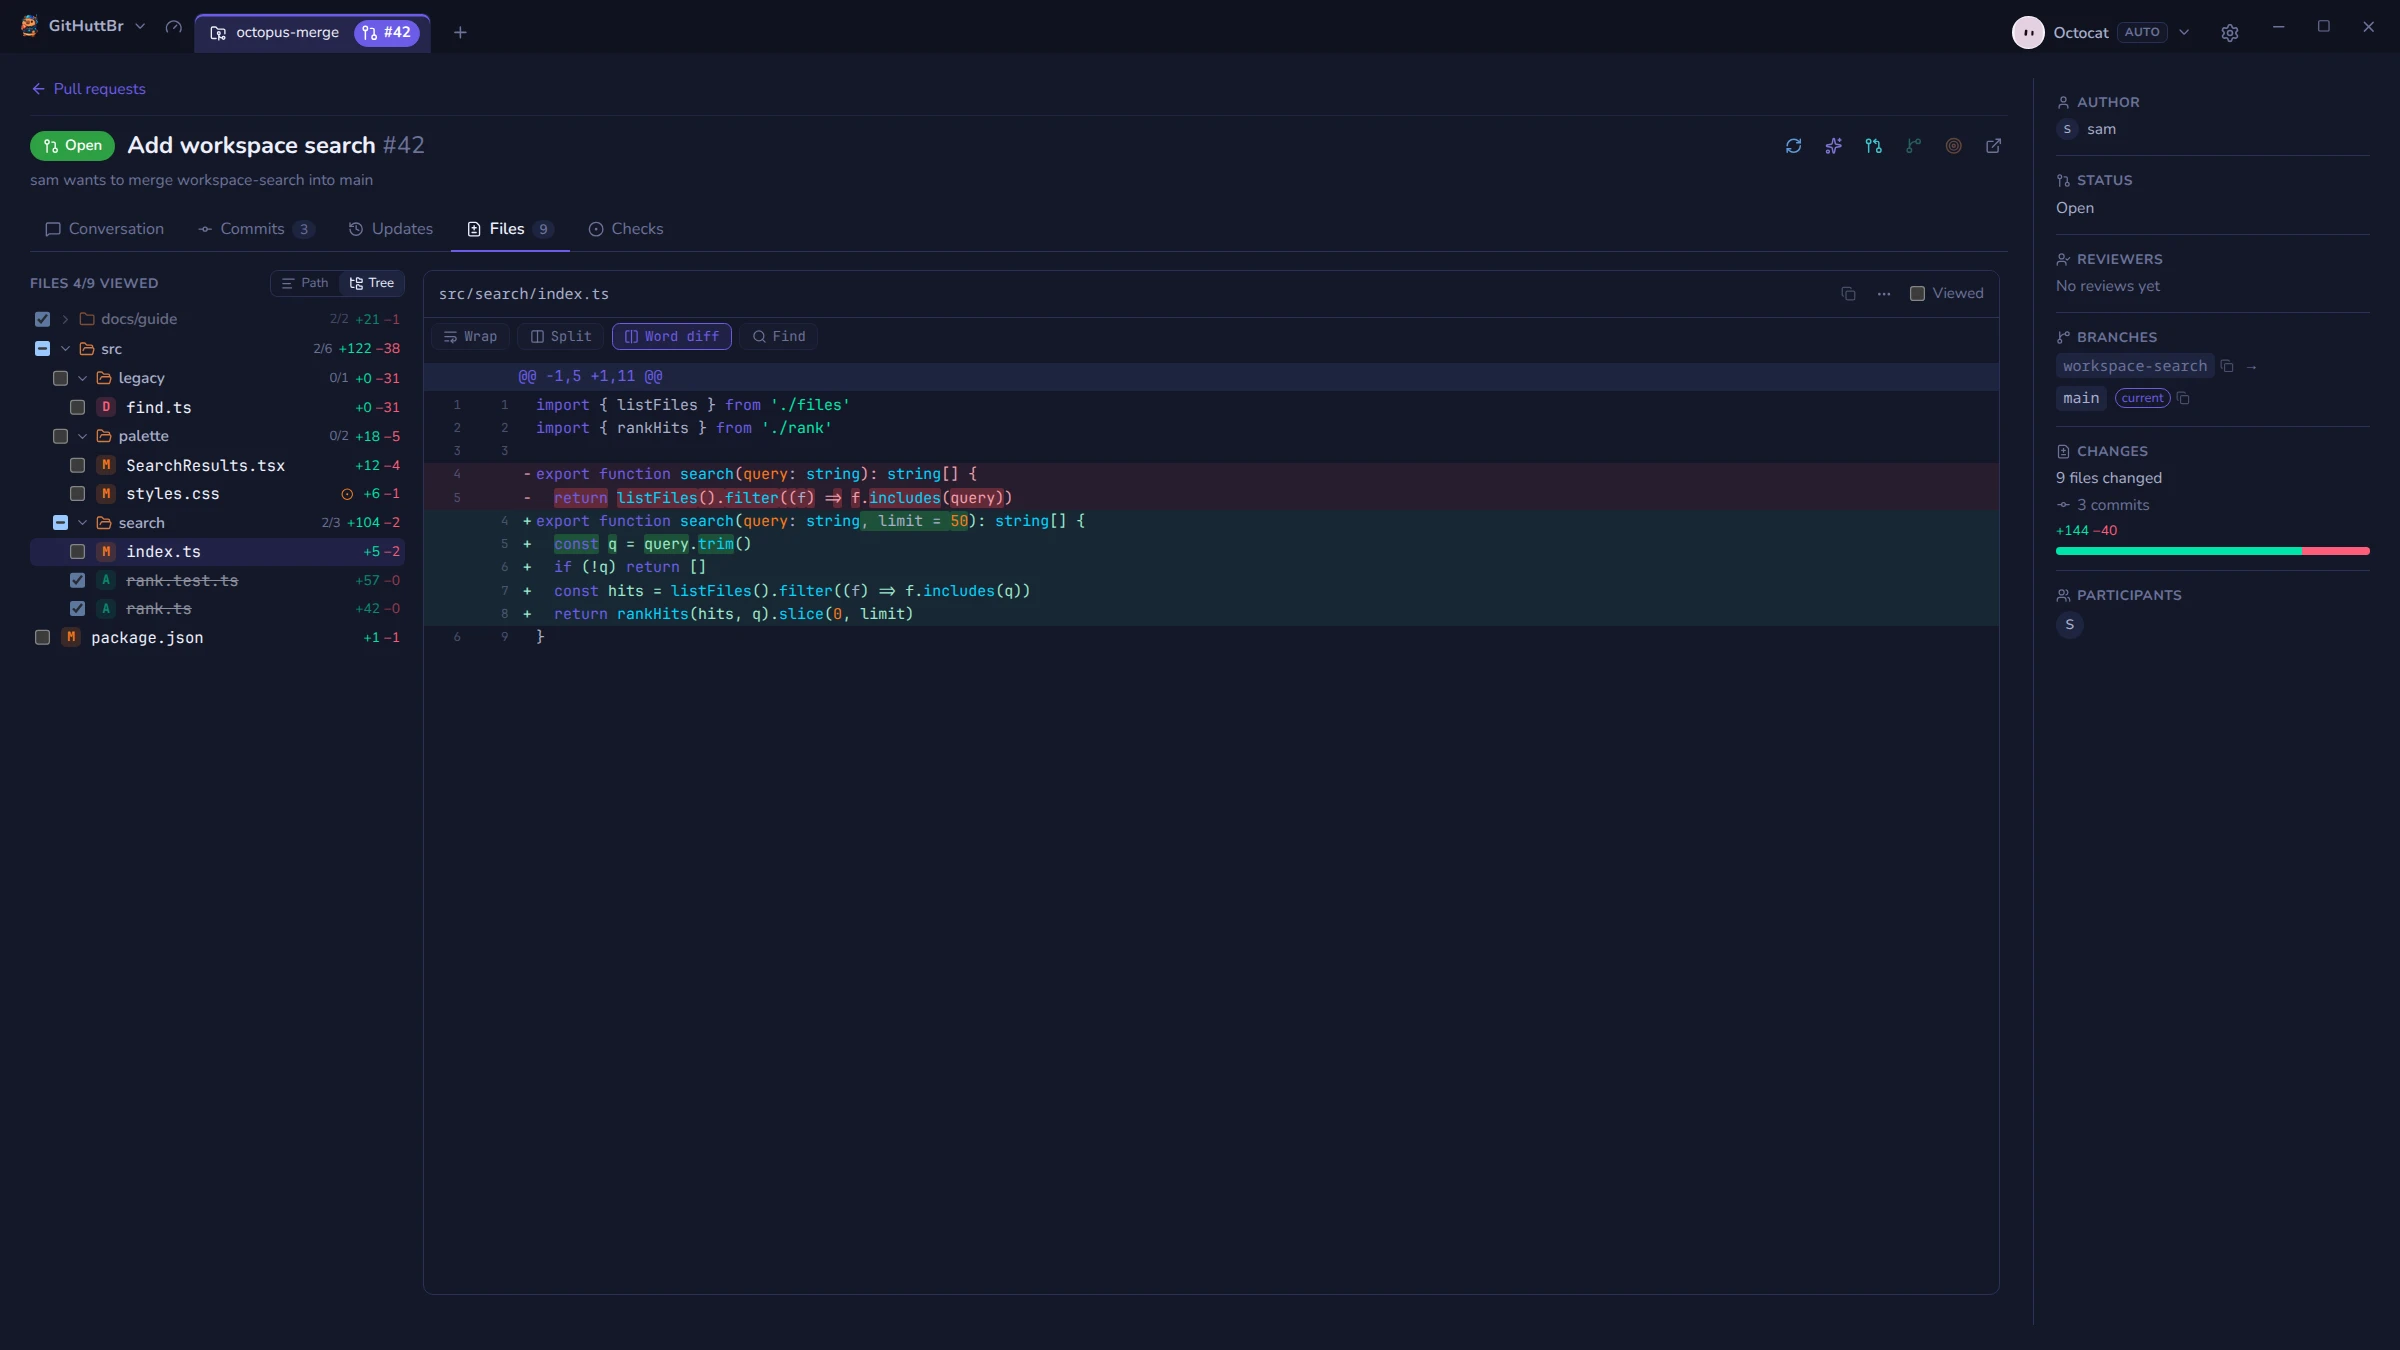 GitHuttBr
octopus-merge #42
Octocat AUTO
Pull requests
Open Add workspace search #42
sam wants to merge workspace-search into main
Conversation
Commits 3
Updates
Files 9
Checks
FILES 4/9 VIEWED
Path Tree
docs/guide 2/2 +21 −1
src 2/6 +122 −38
legacy 0/1 +0 −31
D find.ts +0 −31
palette 0/2 +18 −5
M SearchResults.tsx +12 −4
M styles.css +6 −1
search 2/3 +104 −2
M index.ts +5 −2
A rank.test.ts +57 −0
A rank.ts +42 −0
M package.json +1 −1
src/search/index.ts
Viewed
Wrap Split Word diff Find
@@ -1,5 +1,11 @@
1 1 import { listFiles } from './files'
2 2 import { rankHits } from './rank'
3 3
4 - export function search(query: string): string[] {
5 - return listFiles().filter((f) => f.includes(query))
4 + export function search(query: string, limit = 50): string[] {
5 + const q = query.trim()
6 + if (!q) return []
7 + const hits = listFiles().filter((f) => f.includes(q))
8 + return rankHits(hits, q).slice(0, limit)
6 9 }
AUTHOR
S sam
STATUS
Open
REVIEWERS
No reviews yet
BRANCHES
workspace-search →
main current
CHANGES
9 files changed
3 commits
+144 −40
PARTICIPANTS
S